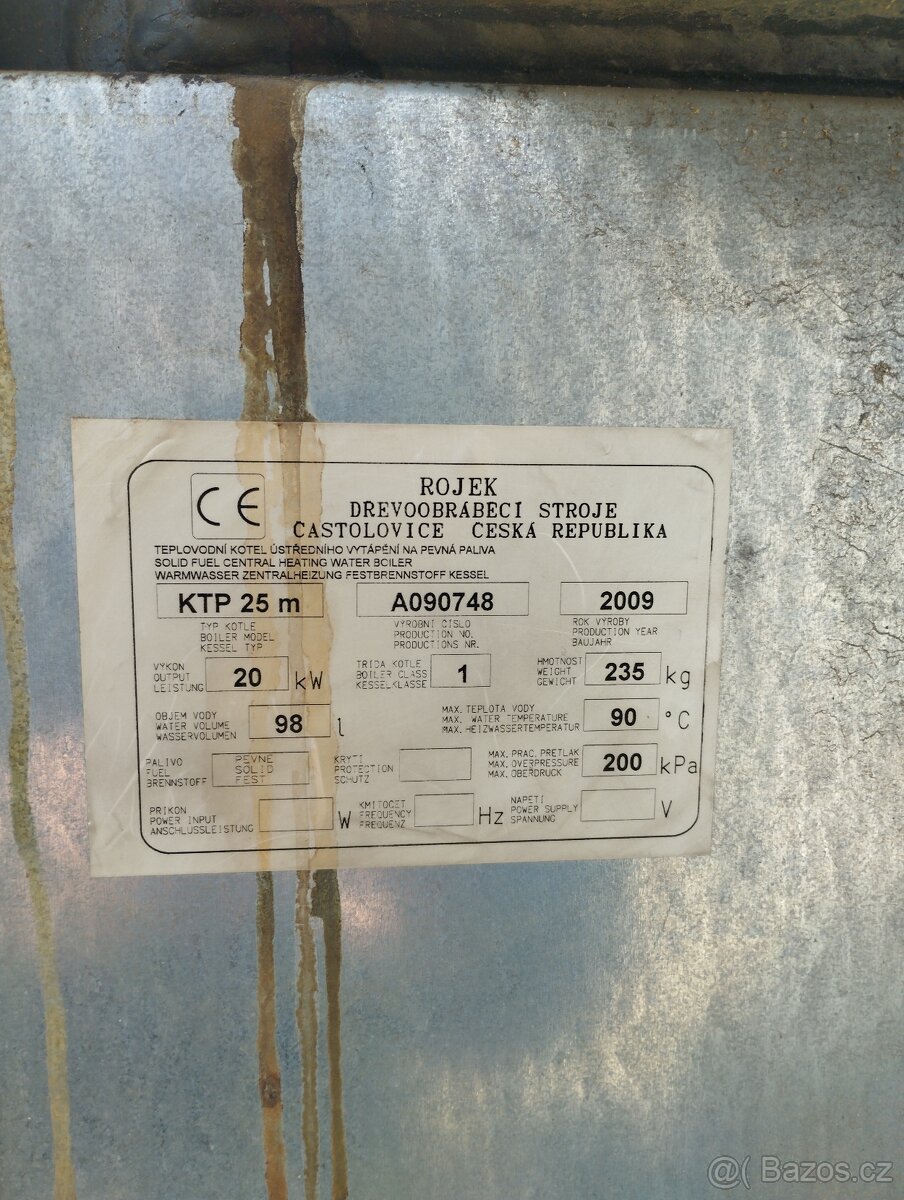 CE
ROJEK
DŘEVOOBRÁBECÍ STROJE
ČASTOLOVICE ČESKÁ REPUBLIKA
TEPLOVODNÍ KOTEL ÚSTŘEDNÍHO VYTÁPĚNÍ NA PEVNÁ PALIVA
SOLID FUEL CENTRAL HEATING WATER BOILER
WARMWASSER ZENTRALHEIZUNG FESTBRENNSTOFF KESSEL
KTP 25 m A090748 2009
TYP KOTLE VÝROBNÍ ČÍSLO ROK VÝROBY
BOILER MODEL PRODUCTION NO. PRODUCTION YEAR
KESSEL TYP PRODUCTIONS NR. BAUJAHR
VÝKON TŘÍDA KOTLE HMOTNOST
OUTPUT 20 kW BOILER CLASS 1 WEIGHT 235 kg
LEISTUNG KESSELKLASSE GEWICHT
OBJEM VODY MAX. TEPLOTA VODY
WATER VOLUME 98 l MAX. WATER TEMPERATURE 90 °C
WASSERVOLUMEN MAX. HEIZWASSERTEMPERATUR
PALIVO PEVNÉ KRYTÍ MAX. PRAC. PŘETLAK
FUEL SOLID PROTECTION MAX. OVERPRESSURE 200 kPa
BRENNSTOFF FEST SCHUTZ MAX. OBERDRUCK
PŘÍKON KMITOČET NAPĚTÍ
POWER INPUT W FREQUENCY Hz POWER SUPPLY V
ANSCHLUSSLEISTUNG FREQUENZ SPANNUNG
Bazos.cz